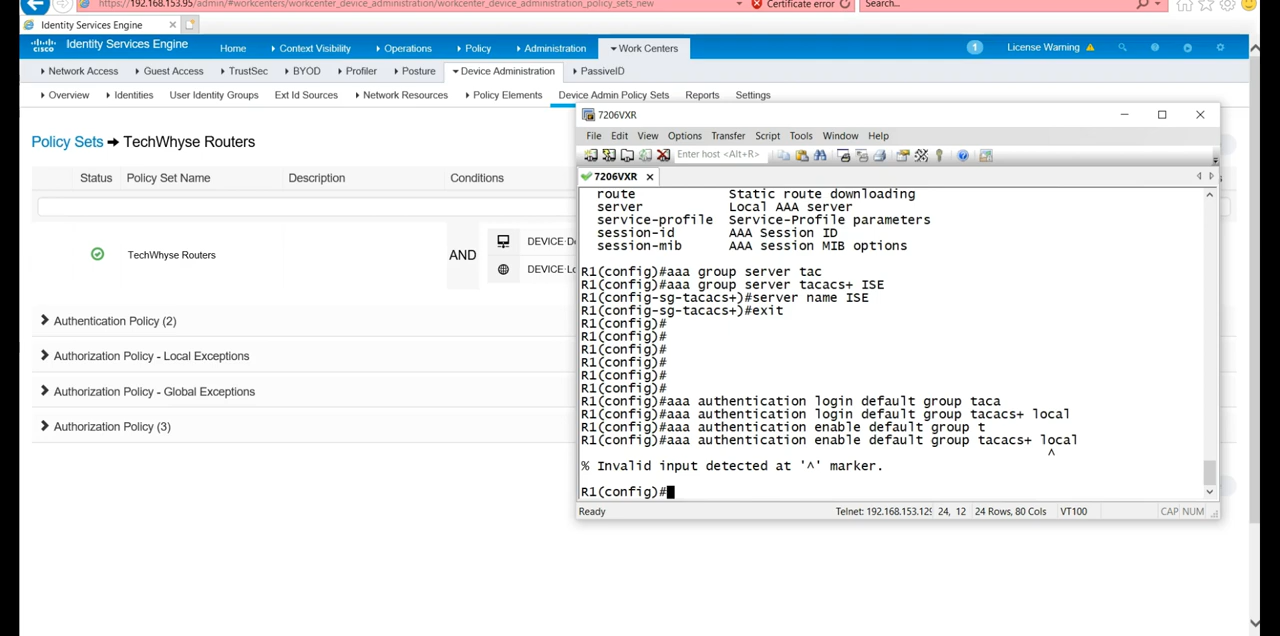 https://192.168.153.95/admin/#workcenters/workcenter_device_administration/workcenter_device_administration_policy_sets_new
Certificate error
Search...
Identity Services Engine
CISCO
Identity Services Engine
Home
Context Visibility
Operations
Policy
Administration
Work Centers
1
License Warning
Network Access
Guest Access
TrustSec
BYOD
Profiler
Posture
Device Administration
PassiveID
Overview
Identities
User Identity Groups
Ext Id Sources
Network Resources
Policy Elements
Device Admin Policy Sets
Reports
Settings
Policy Sets
TechWhyse Routers
Status
Policy Set Name
Description
Conditions
TechWhyse Routers
AND
DEVICE·De
DEVICE·Lo
Authentication Policy (2)
Authorization Policy - Local Exceptions
Authorization Policy - Global Exceptions
Authorization Policy (3)
7206VXR
File Edit View Options Transfer Script Tools Window Help
Enter host <Alt+R>
7206VXR
route Static route downloading
server Local AAA server
service-profile Service-Profile parameters
session-id AAA Session ID
session-mib AAA session MIB options
R1(config)#aaa group server tac
R1(config)#aaa group server tacacs+ ISE
R1(config-sg-tacacs+)#server name ISE
R1(config-sg-tacacs+)#exit
R1(config)#
R1(config)#
R1(config)#
R1(config)#
R1(config)#
R1(config)#
R1(config)#aaa authentication login default group taca
R1(config)#aaa authentication login default group tacacs+ local
R1(config)#aaa authentication enable default group t
R1(config)#aaa authentication enable default group tacacs+ local
^
% Invalid input detected at '^' marker.
R1(config)#
Ready
Telnet: 192.168.153.129
24, 12
24 Rows, 80 Cols
VT100
CAP NUM